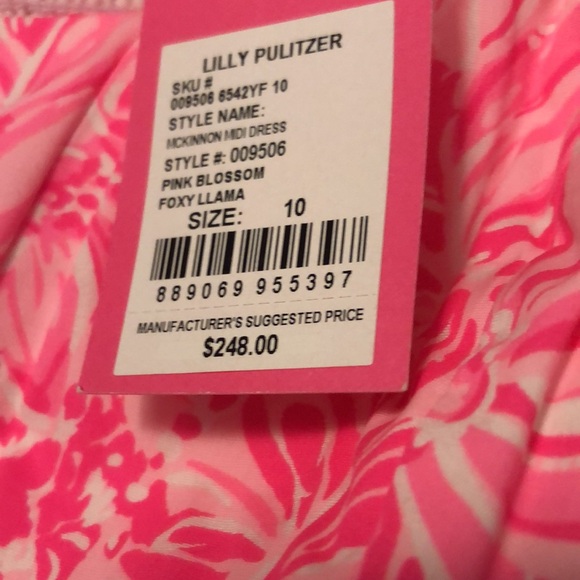 LILLY PULITZER
SKU #
009506 6542YF 10
STYLE NAME:
MCKINNON MIDI DRESS
STYLE #: 009506
PINK BLOSSOM
FOXY LLAMA
SIZE: 10
889069 955397
MANUFACTURER'S SUGGESTED PRICE
$248.00